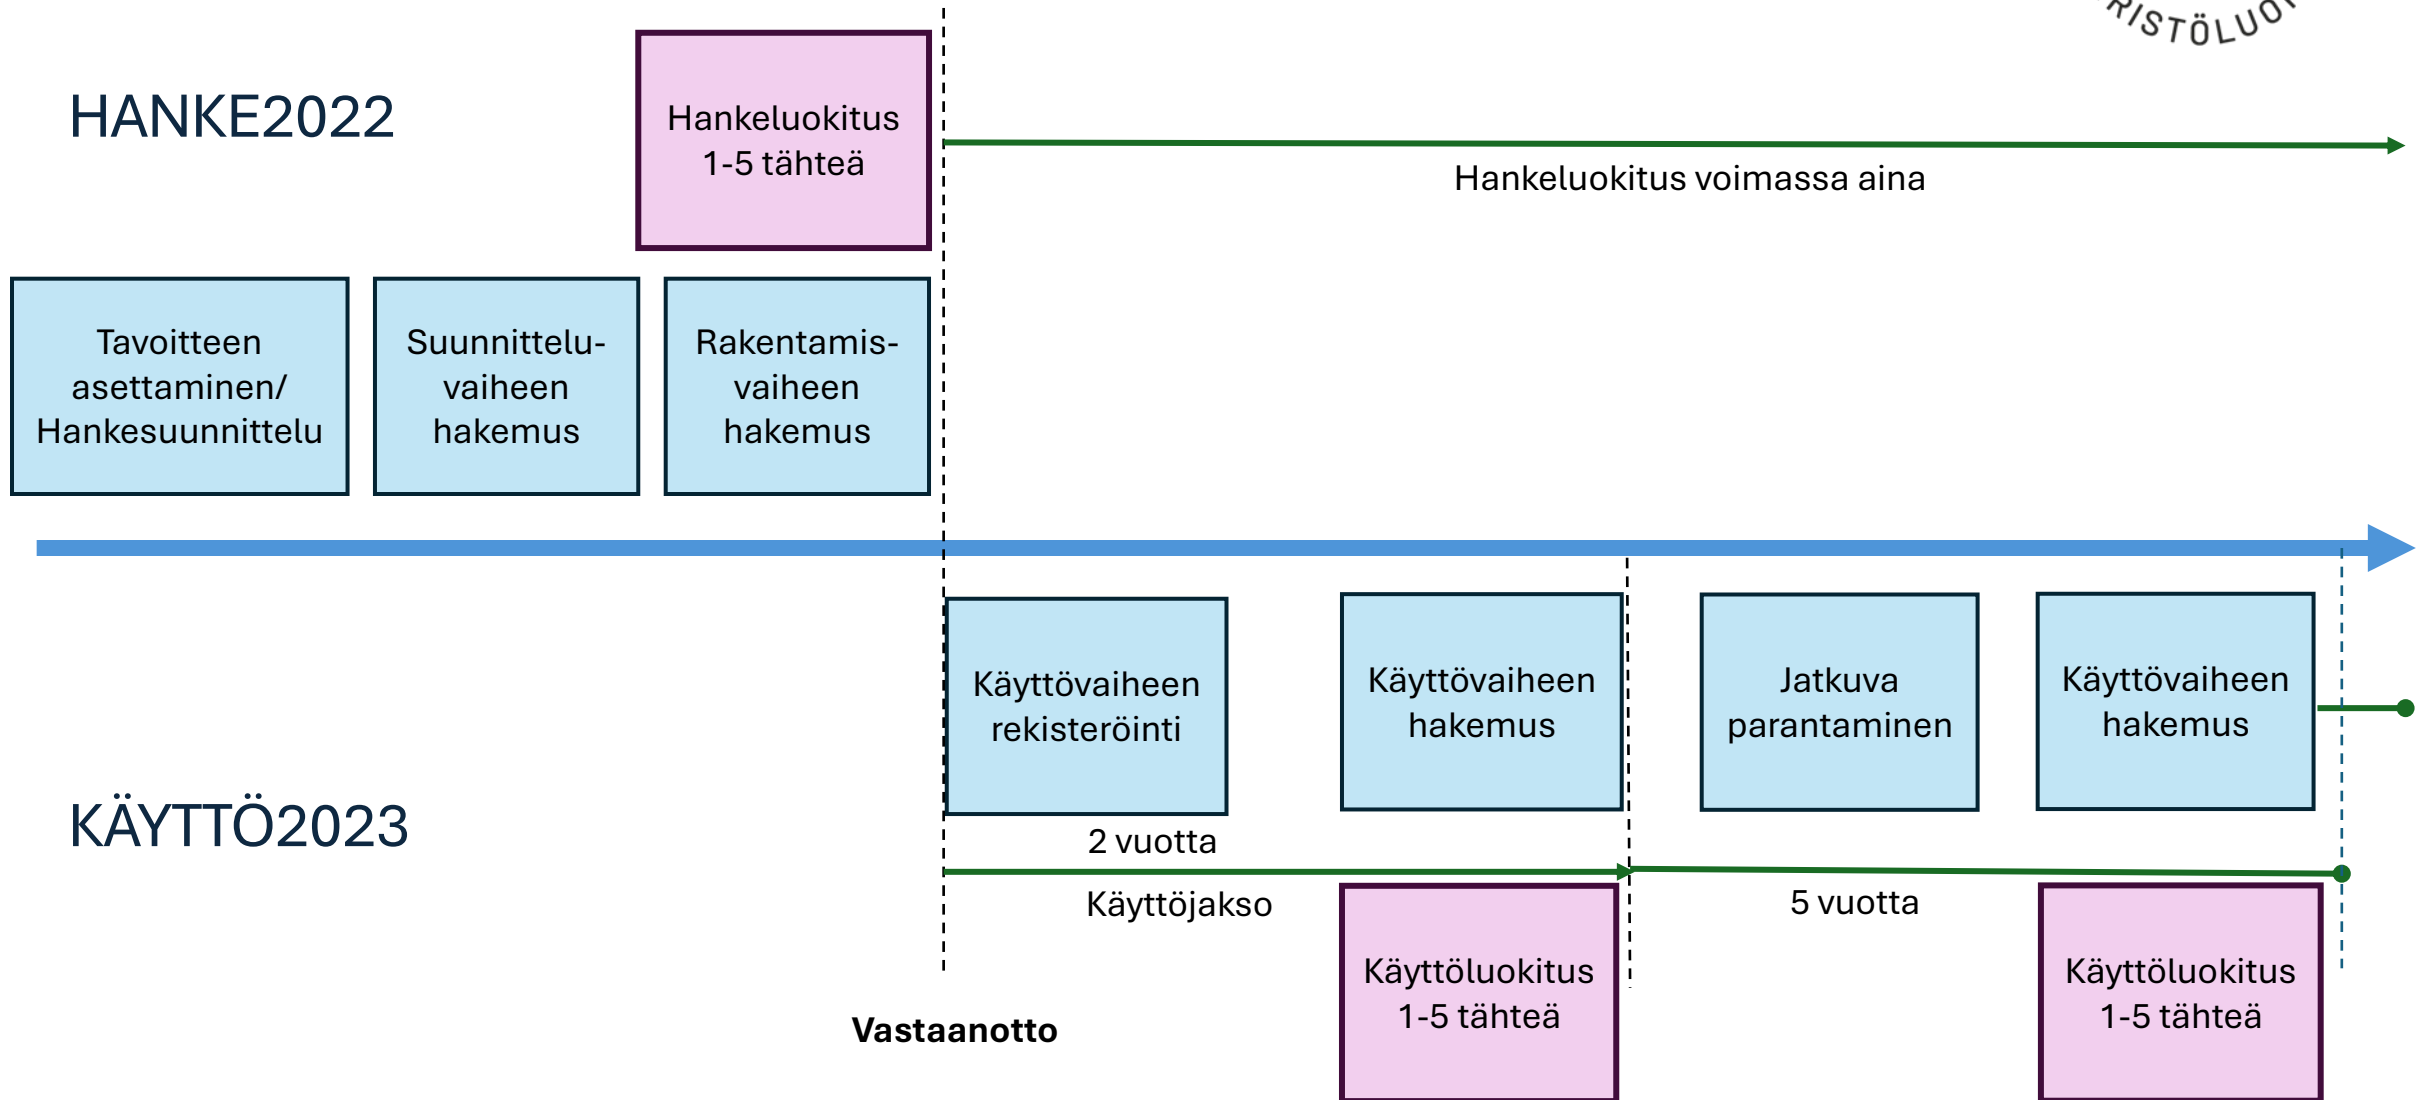 RISTÖLUO
HANKE2022
Hankeluokitus
1-5 tähteä
Hankeluokitus voimassa aina
Tavoitteen
asettaminen/
Hankesuunnittelu
Suunnittelu-
vaiheen
hakemus
Rakentamis-
vaiheen
hakemus
Käyttövaiheen
rekisteröinti
Käyttövaiheen
hakemus
Jatkuva
parantaminen
Käyttövaiheen
hakemus
KÄYTTÖ2023
2 vuotta
Käyttöjakso
5 vuotta
Käyttöluokitus
1-5 tähteä
Käyttöluokitus
1-5 tähteä
Vastaanotto